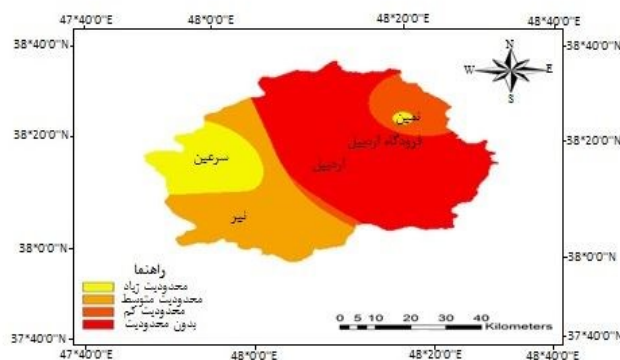 47°40'0"E 48°0'0"E 48°20'0"E 48°40'0"E
38°40'0"N 38°40'0"N
N
W E
S
نمین
38°20'0"N فرودگاه اردبیل 38°20'0"N
سرعین اردبیل
نیر
38°0'0"N 38°0'0"N
راهنما
محدودیت زیاد
محدودیت متوسط
محدودیت کم
بدون محدودیت
0 5 10 20 30 40
Kilometers
37°40'0"N 37°40'0"N
47°40'0"E 48°0'0"E 48°20'0"E 48°40'0"E